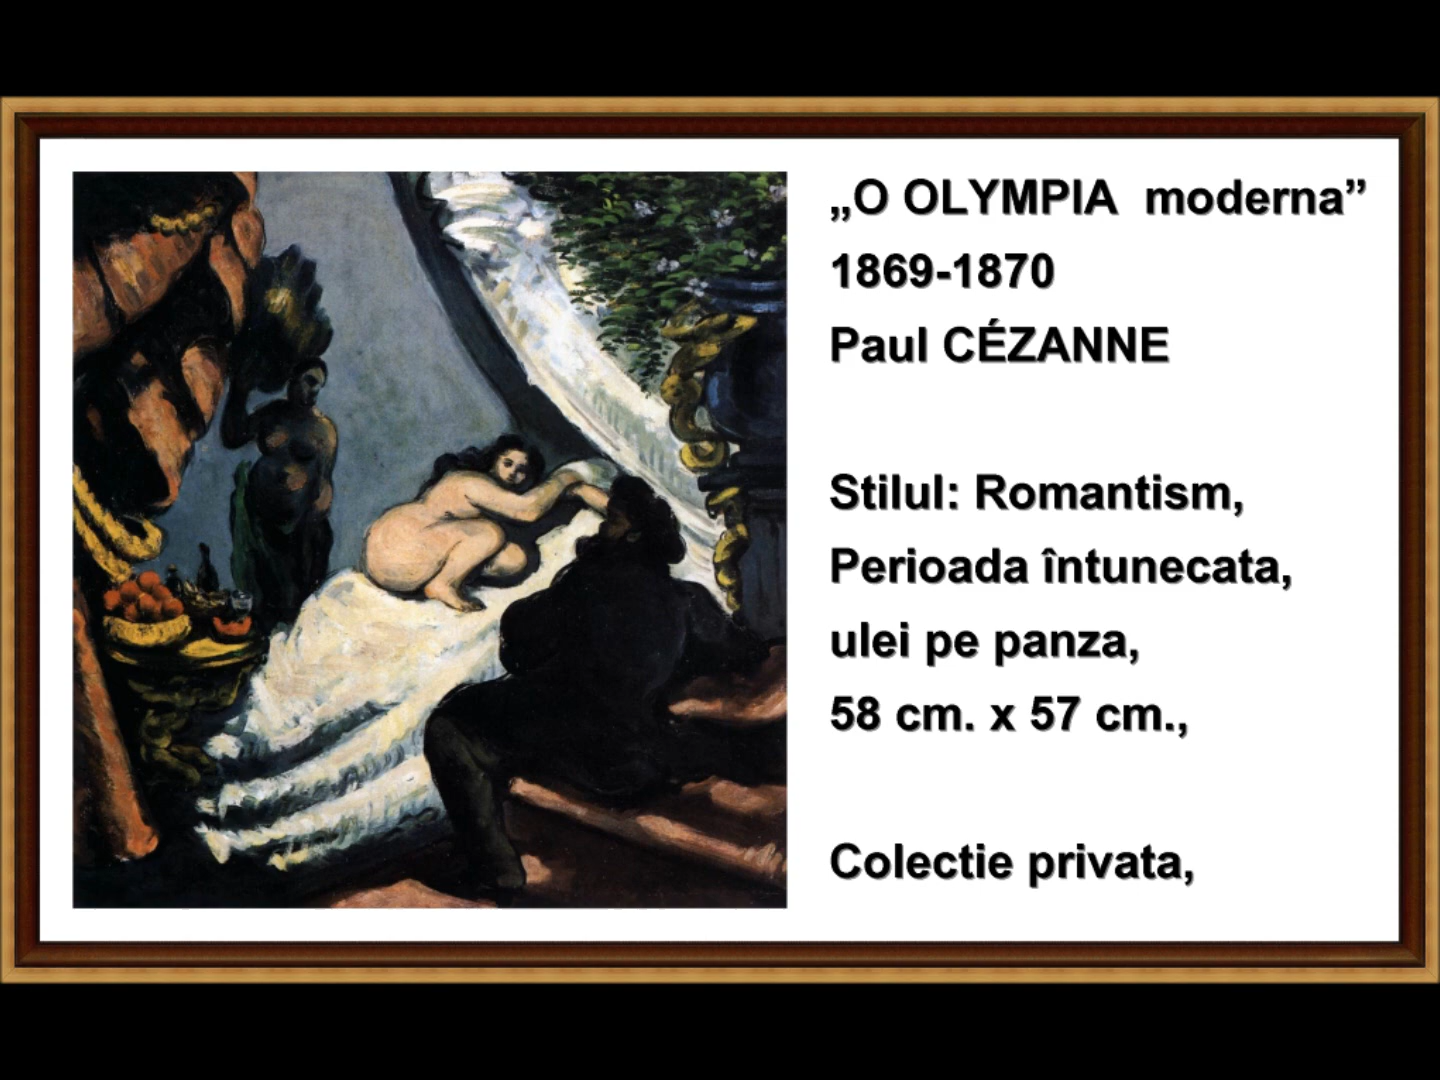 „O OLYMPIA moderna”
1869-1870
Paul CÉZANNE
Stilul: Romantism,
Perioada întunecata,
ulei pe panza,
58 cm. x 57 cm.,
Colectie privata,